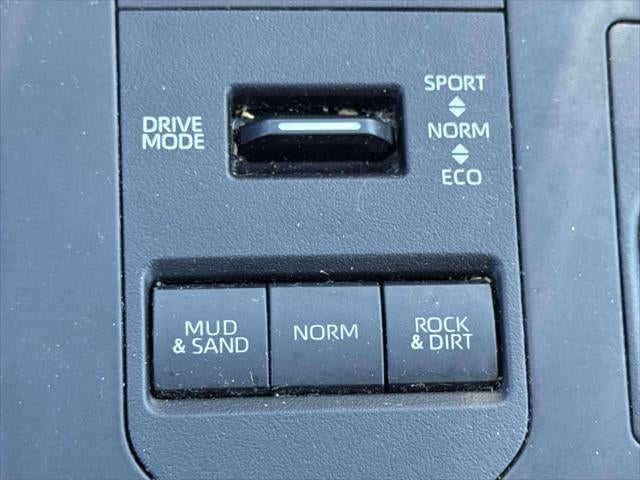 DRIVE
MODE
SPORT
NORM
ECO
MUD
& SAND
NORM
ROCK
& DIRT